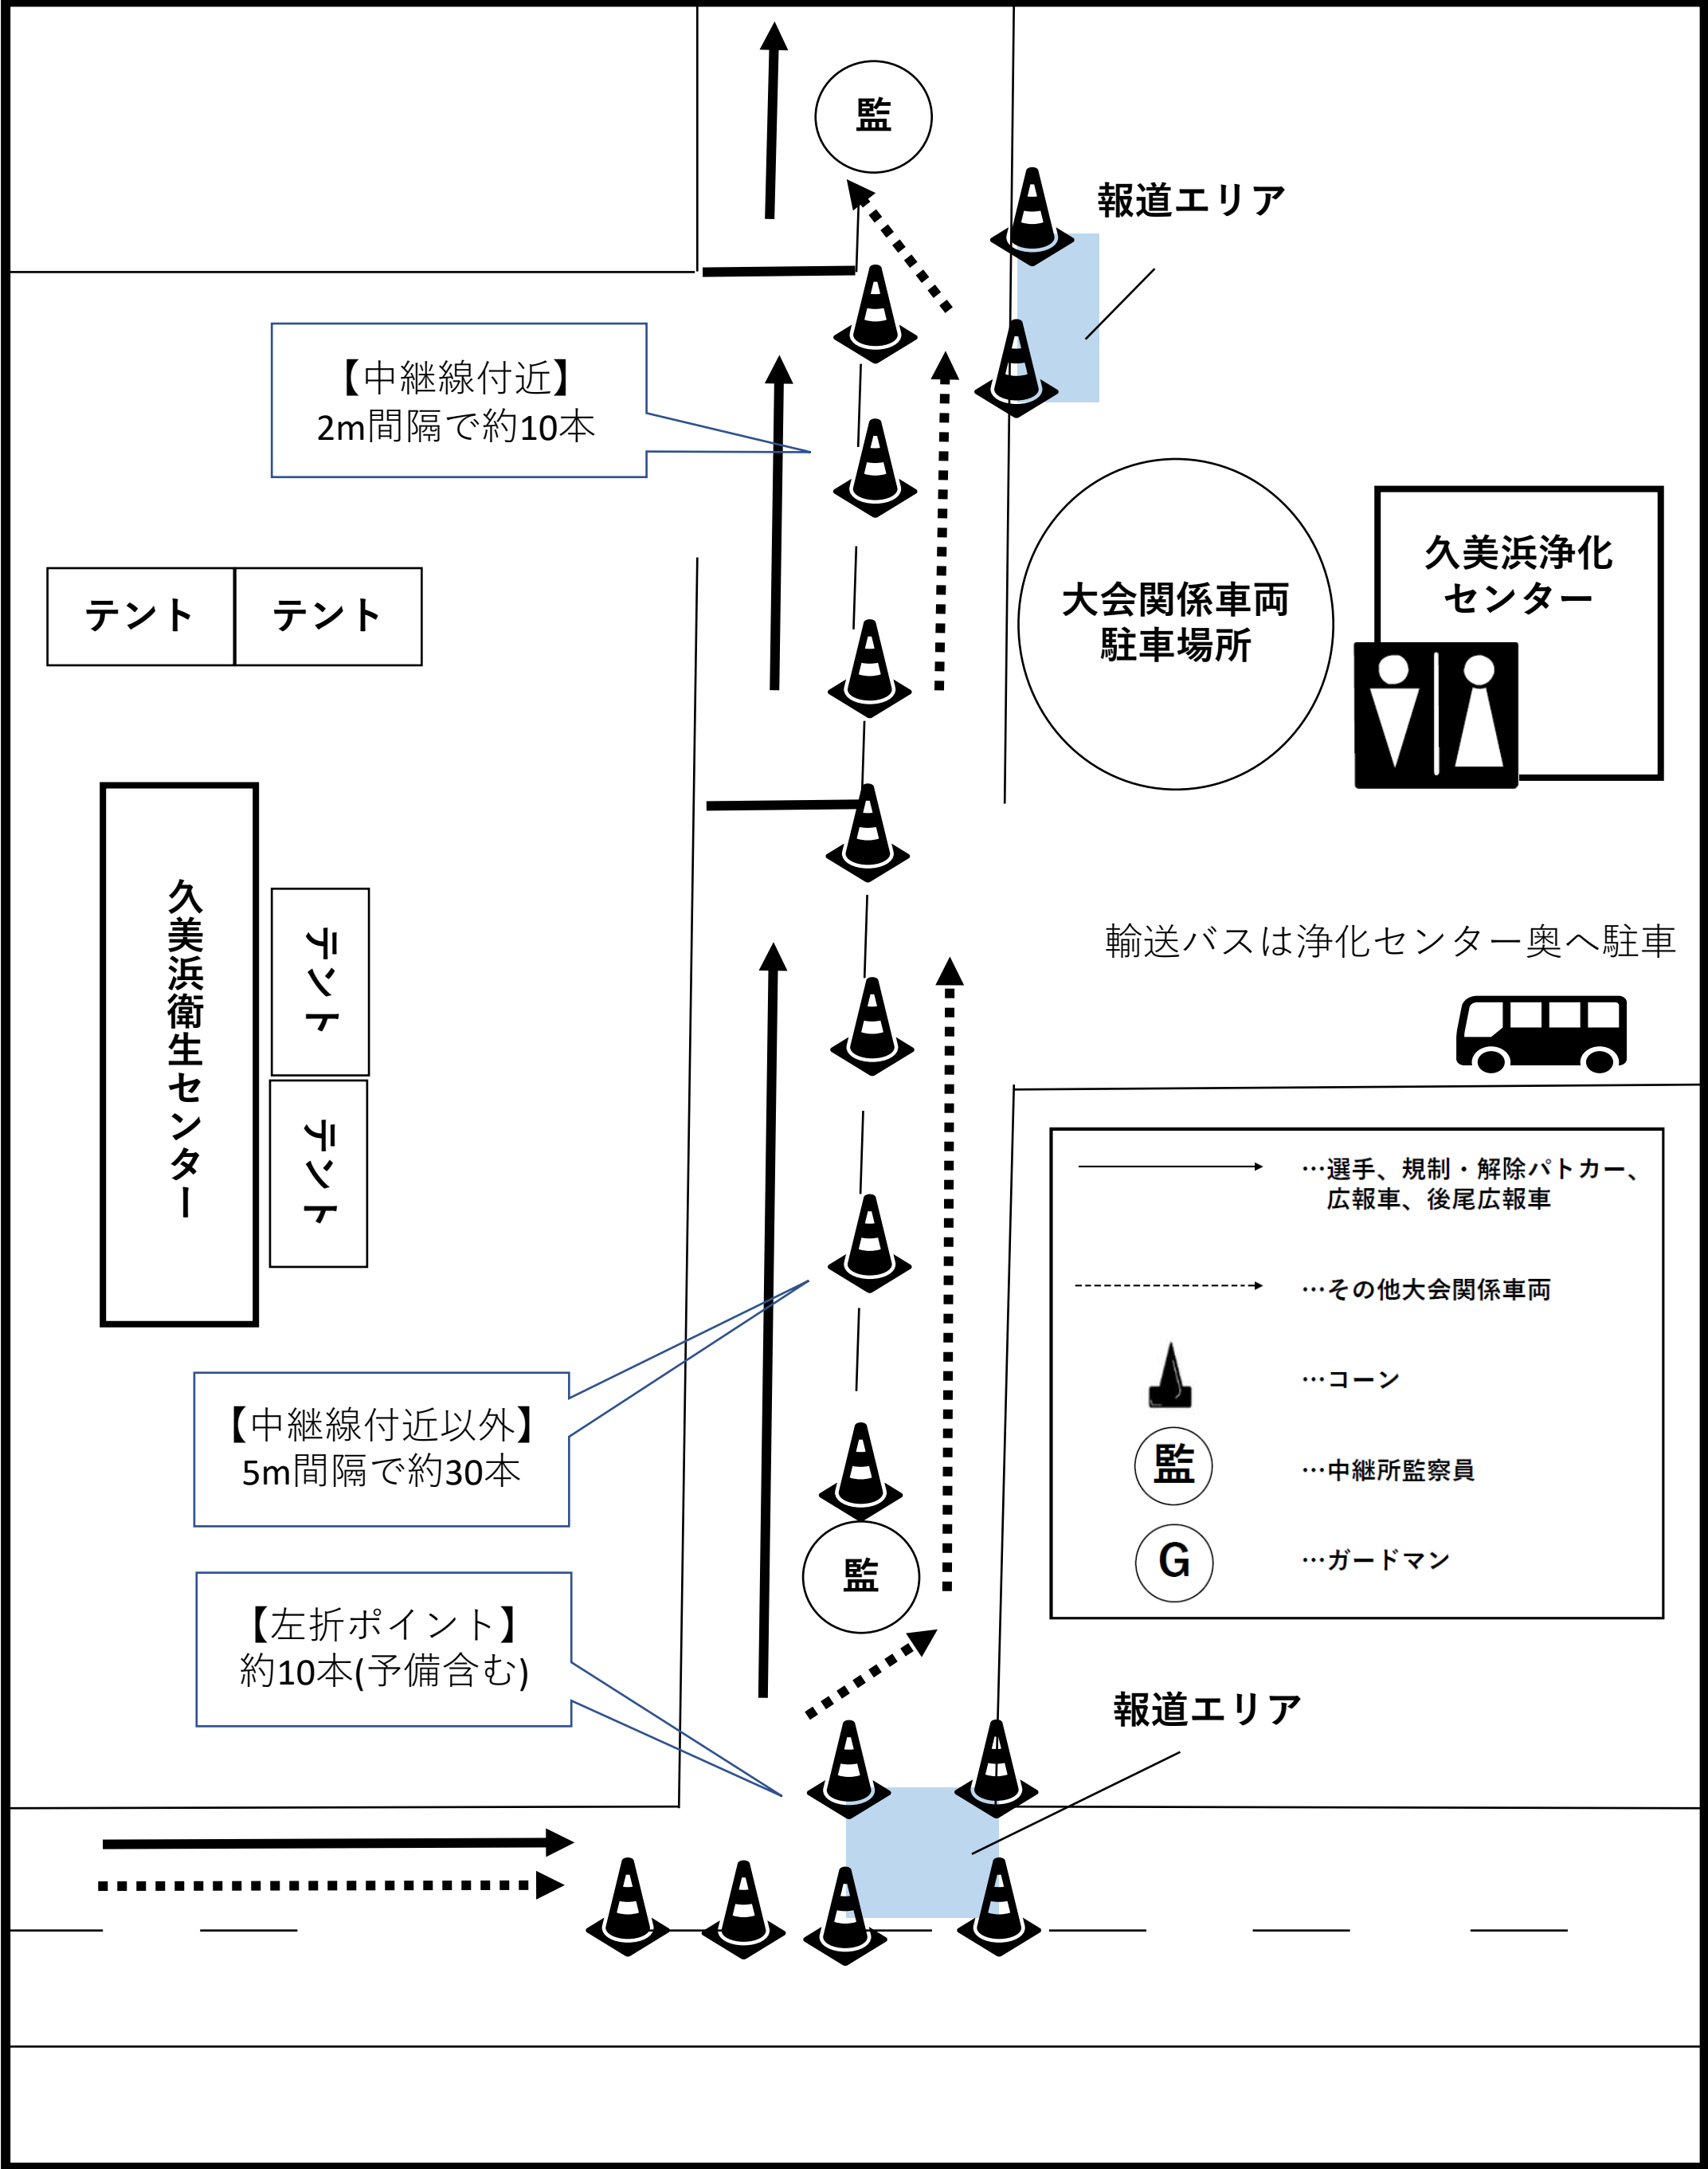 監
報道エリア
【中継線付近】
2m間隔で約10本
大会関係車両
駐車場所
久美浜浄化
センター
テント
テント
久美浜衛生センター
テント
テント
輸送バスは浄化センター奥へ駐車
…選手、規制・解除パトカー、
広報車、後尾広報車
…その他大会関係車両
…コーン
監
…中継所監察員
G
…ガードマン
【中継線付近以外】
5m間隔で約30本
監
【左折ポイント】
約10本(予備含む)
報道エリア